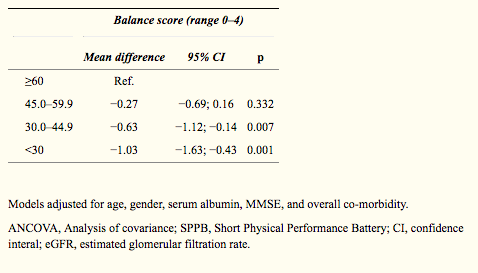 Balance score (range 0–4)
Mean difference 95% CI p
≥60 Ref.
45.0–59.9 −0.27 −0.69; 0.16 0.332
30.0–44.9 −0.63 −1.12; −0.14 0.007
<30 −1.03 −1.63; −0.43 0.001
Models adjusted for age, gender, serum albumin, MMSE, and overall co-morbidity.
ANCOVA, Analysis of covariance; SPPB, Short Physical Performance Battery; CI, confidence
interal; eGFR, estimated glomerular filtration rate.